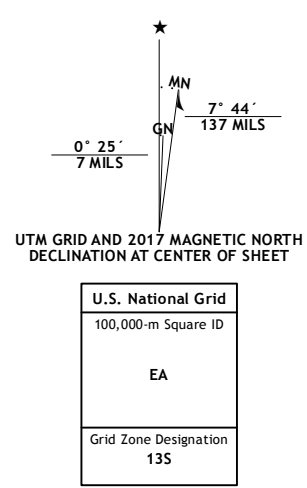 ★
MN
7° 44´
137 MILS
GN
0° 25´
7 MILS
UTM GRID AND 2017 MAGNETIC NORTH
DECLINATION AT CENTER OF SHEET
U.S. National Grid
100,000-m Square ID
EA
Grid Zone Designation
13S